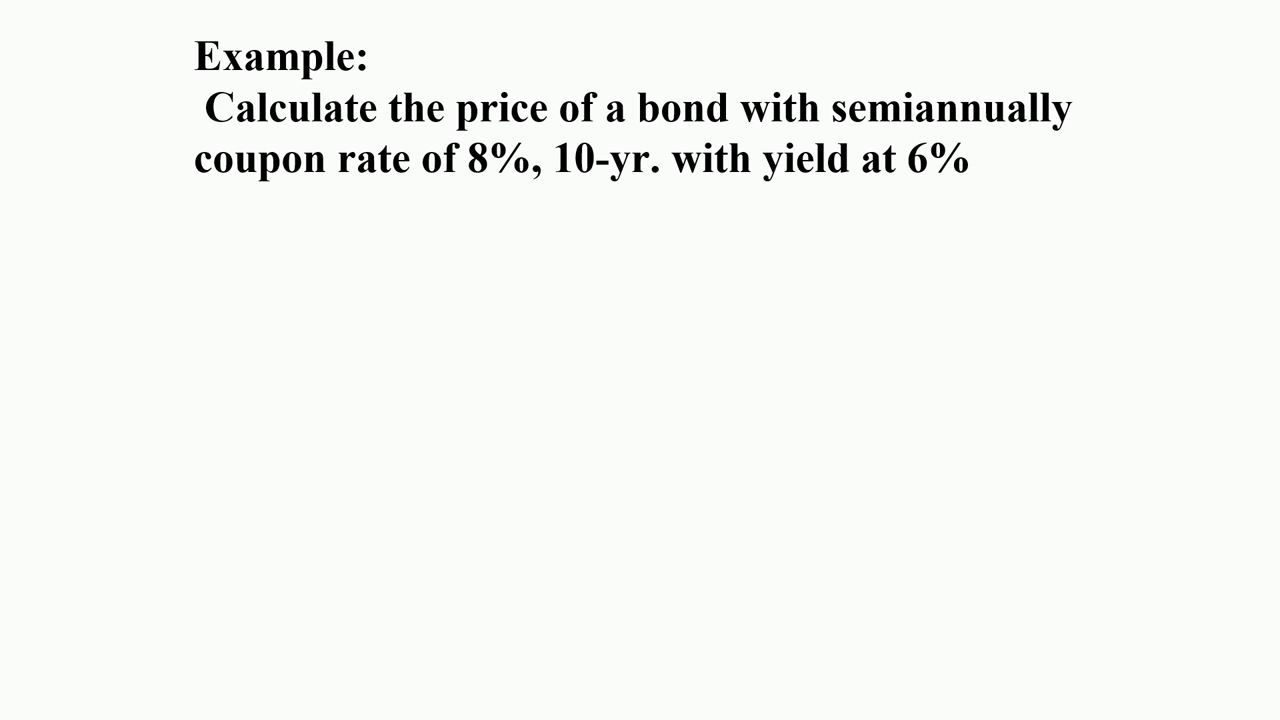 Example:
Calculate the price of a bond with semiannually
coupon rate of 8%, 10-yr. with yield at 6%